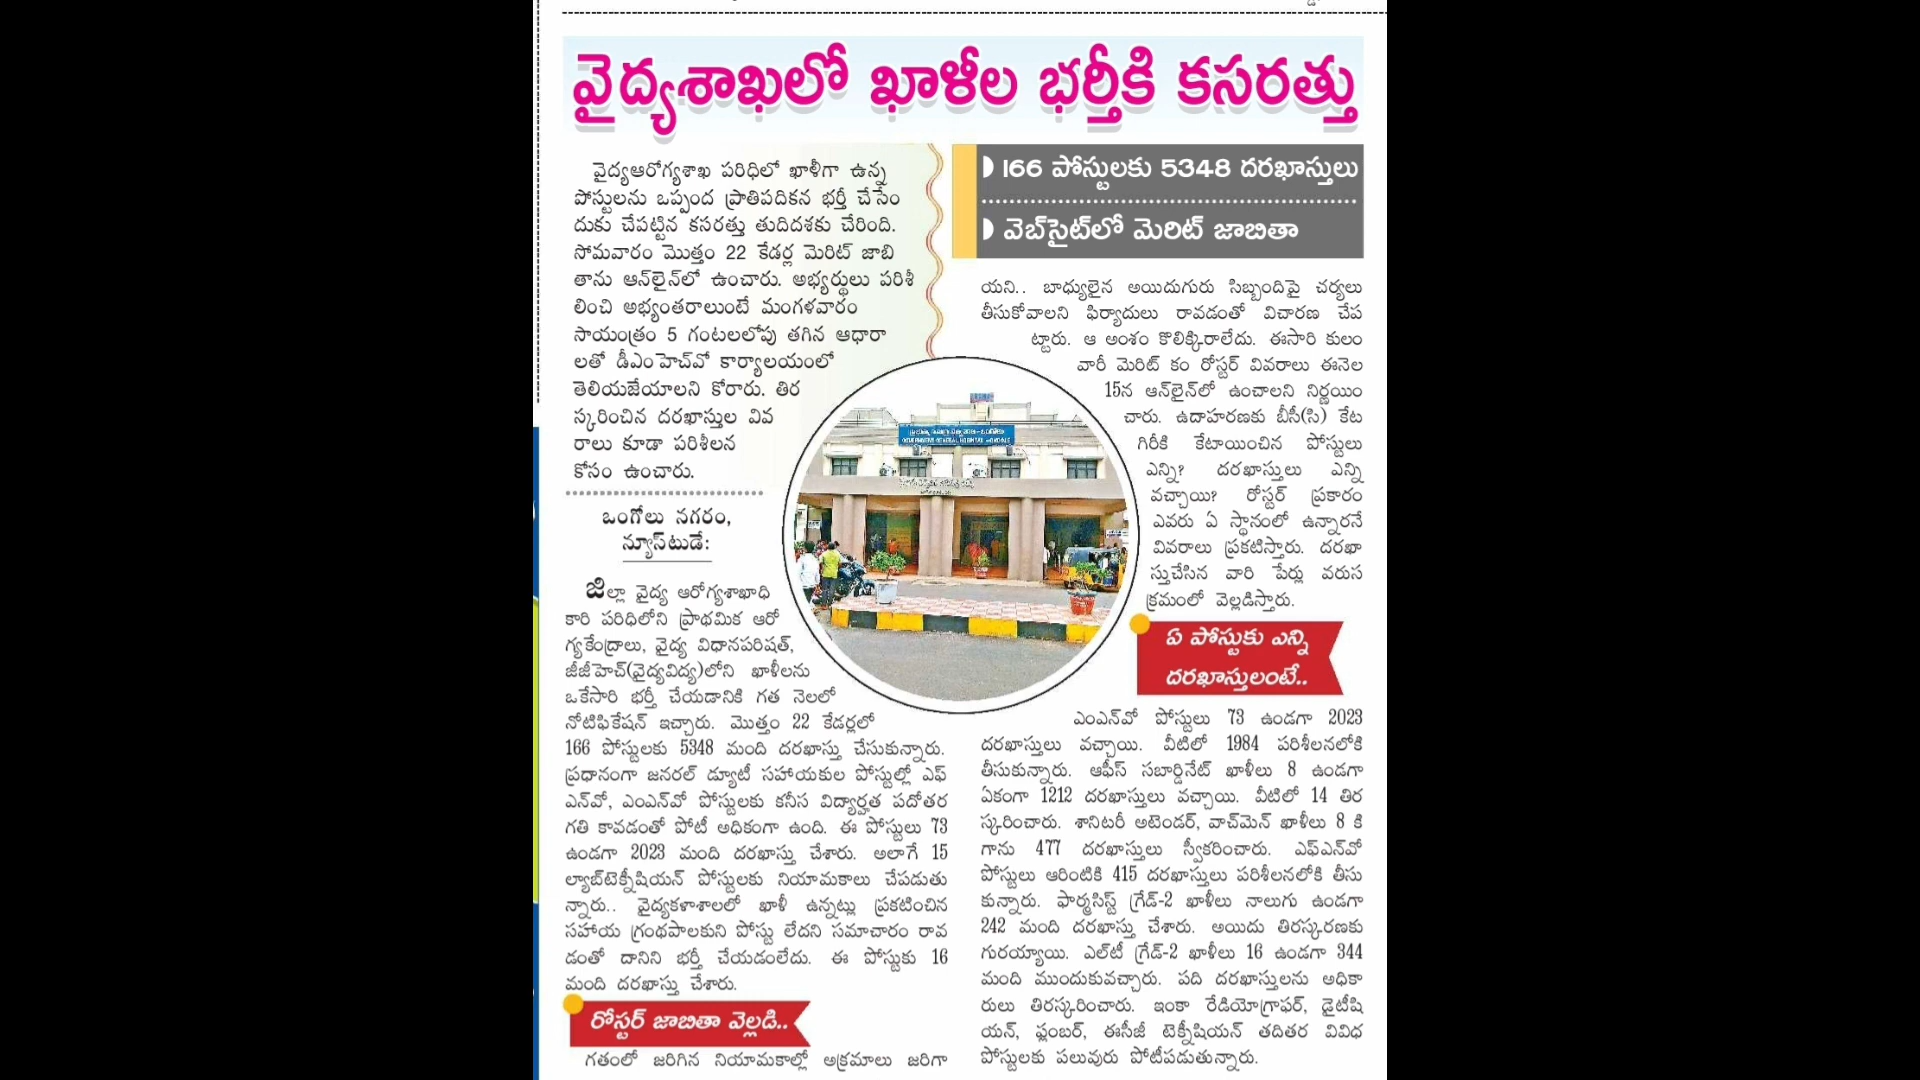 వైద్యశాఖలో ఖాళీల భర్తీకి కసరత్తు
వైద్యఆరోగ్యశాఖ పరిధిలో ఖాళీగా ఉన్న
పోస్టులను ఒప్పంద ప్రాతిపదికన భర్తీ చేసేం
దుకు చేపట్టిన కసరత్తు తుదిదశకు చేరింది.
సోమవారం మొత్తం 22 కేడర్ల మెరిట్ జాబి
తాను ఆన్‌లైన్‌లో ఉంచారు. అభ్యర్థులు పరిశీ
లించి అభ్యంతరాలుంటే మంగళవారం
సాయంత్రం 5 గంటలలోపు తగిన ఆధారా
లతో డీఎంహెచ్‌వో కార్యాలయంలో
తెలియజేయాలని కోరారు. తిర
స్కరించిన దరఖాస్తుల వివ
రాలు కూడా పరిశీలన
కోసం ఉంచారు.
ఒంగోలు నగరం,
న్యూస్‌టుడే:
జిల్లా వైద్య ఆరోగ్యశాఖాధి
కారి పరిధిలోని ప్రాథమిక ఆరో
గ్యకేంద్రాలు, వైద్య విధానపరిషత్,
జీజీహెచ్(వైద్యవిద్య)లోని ఖాళీలను
ఒకేసారి భర్తీ చేయడానికి గత నెలలో
నోటిఫికేషన్ ఇచ్చారు. మొత్తం 22 కేడర్లలో
166 పోస్టులకు 5348 మంది దరఖాస్తు చేసుకున్నారు.
ప్రధానంగా జనరల్ డ్యూటీ సహాయకుల పోస్టుల్లో ఎఫ్
ఎన్‌వో, ఎంఎన్‌వో పోస్టులకు కనీస విద్యార్హత పదోతర
గతి కావడంతో పోటీ అధికంగా ఉంది. ఈ పోస్టులు 73
ఉండగా 2023 మంది దరఖాస్తు చేశారు. అలాగే 15
ల్యాబ్‌టెక్నీషియన్ పోస్టులకు నియామకాలు చేపడుతు
న్నారు.. వైద్యకళాశాలలో ఖాళీ ఉన్నట్లు ప్రకటించిన
సహాయ గ్రంథపాలకుని పోస్టు లేదని సమాచారం రావ
డంతో దానిని భర్తీ చేయడంలేదు. ఈ పోస్టుకు 16
మంది దరఖాస్తు చేశారు.
రోస్టర్ జాబితా వెల్లడి..
గతంలో జరిగిన నియామకాల్లో అక్రమాలు జరిగా
166 పోస్టులకు 5348 దరఖాస్తులు
వెబ్‌సైట్‌లో మెరిట్ జాబితా
యని.. బాధ్యులైన అయిదుగురు సిబ్బందిపై చర్యలు
తీసుకోవాలని ఫిర్యాదులు రావడంతో విచారణ చేప
ట్టారు. ఆ అంశం కొలిక్కిరాలేదు. ఈసారి కులం
వారీ మెరిట్ కం రోస్టర్ వివరాలు ఈనెల
15న ఆన్‌లైన్‌లో ఉంచాలని నిర్ణయిం
చారు. ఉదాహరణకు బీసీ(సి) కేట
గిరీకి కేటాయించిన పోస్టులు
ఎన్ని? దరఖాస్తులు ఎన్ని
వచ్చాయి? రోస్టర్ ప్రకారం
ఎవరు ఏ స్థానంలో ఉన్నారనే
వివరాలు ప్రకటిస్తారు. దరఖా
స్తుచేసిన వారి పేర్లు వరుస
క్రమంలో వెల్లడిస్తారు.
ఏ పోస్టుకు ఎన్ని
దరఖాస్తులంటే..
ఎంఎన్‌వో పోస్టులు 73 ఉండగా 2023
దరఖాస్తులు వచ్చాయి. వీటిలో 1984 పరిశీలనలోకి
తీసుకున్నారు. ఆఫీస్ సబార్డినేట్ ఖాళీలు 8 ఉండగా
ఏకంగా 1212 దరఖాస్తులు వచ్చాయి. వీటిలో 14 తిర
స్కరించారు. శానిటరీ అటెండర్, వాచ్‌మెన్ ఖాళీలు 8 కి
గాను 477 దరఖాస్తులు స్వీకరించారు. ఎఫ్ఎన్‌వో
పోస్టులు ఆరింటికి 415 దరఖాస్తులు పరిశీలనలోకి తీసు
కున్నారు. ఫార్మసిస్ట్ గ్రేడ్-2 ఖాళీలు నాలుగు ఉండగా
242 మంది దరఖాస్తు చేశారు. అయిదు తిరస్కరణకు
గురయ్యాయి. ఎల్‌టీ గ్రేడ్-2 ఖాళీలు 16 ఉండగా 344
మంది ముందుకువచ్చారు. పది దరఖాస్తులను అధికా
రులు తిరస్కరించారు. ఇంకా రేడియోగ్రాఫర్, డైటీషి
యన్, ప్లంబర్, ఈసీజీ టెక్నీషియన్ తదితర వివిధ
పోస్టులకు పలువురు పోటీపడుతున్నారు.